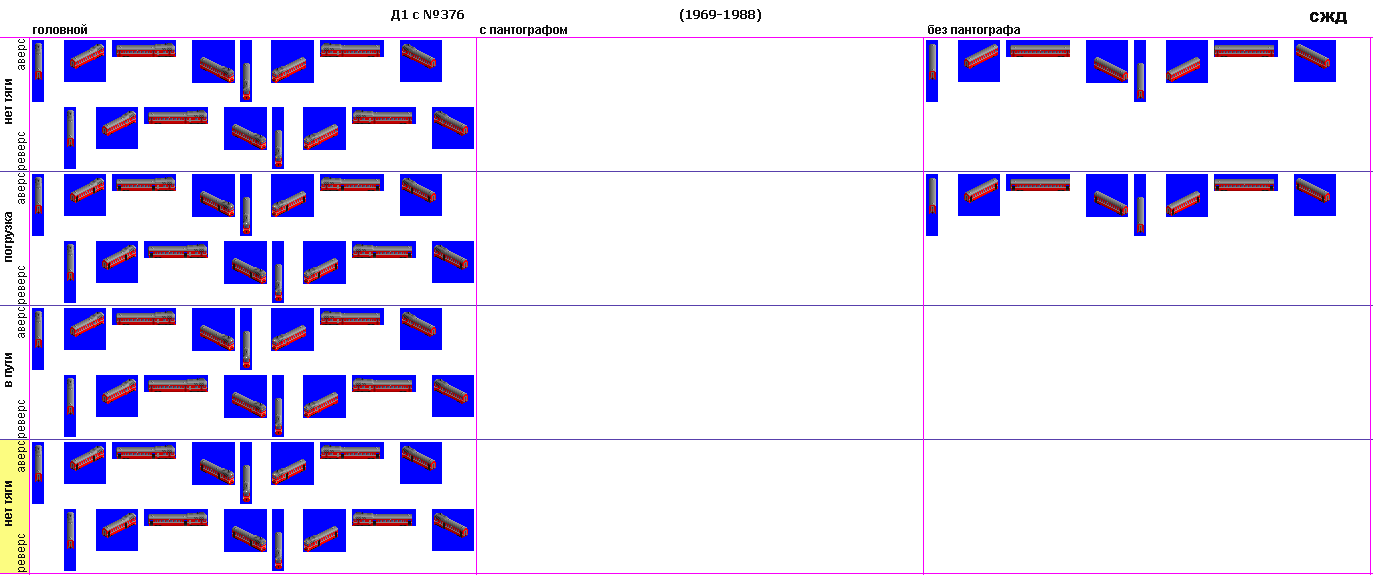 Д1 с №376 (1969-1988) сжд
головной с пантографом без пантографа
нет тяги
аверс
реверс
погрузка
аверс
реверс
в пути
аверс
реверс
нет тяги
аверс
реверс